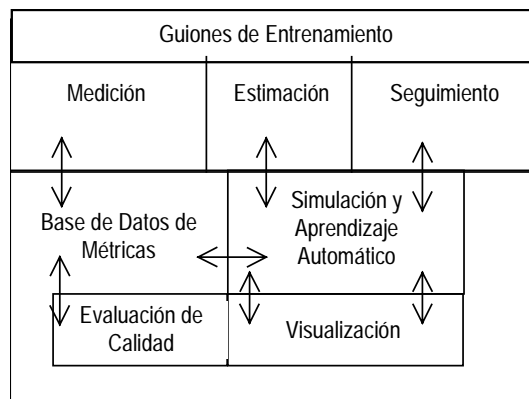 Guiones de Entrenamiento
Medición
Estimación
Seguimiento
Base de Datos de
Métricas
Simulación y
Aprendizaje
Automático
Evaluación de
Calidad
Visualización